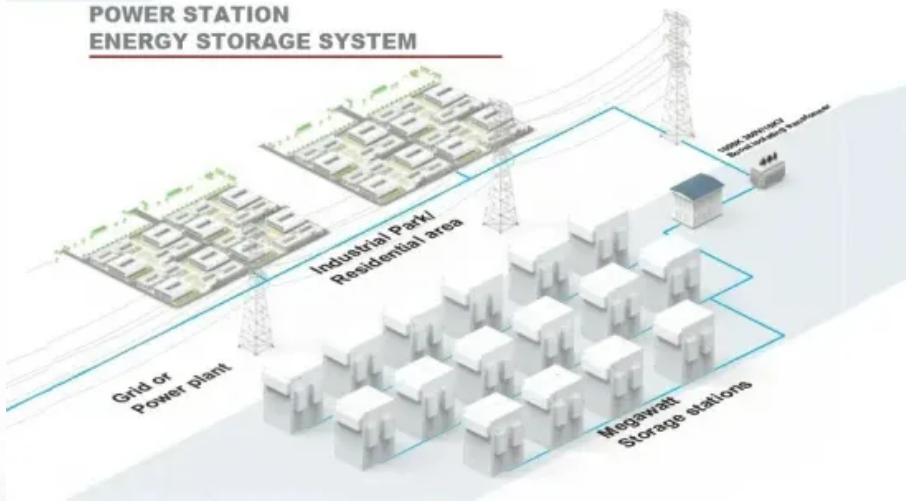 POWER STATION
ENERGY STORAGE SYSTEM
Industrial Park/
Residential area
Grid or
Power plant
Megawatt
Storage stations